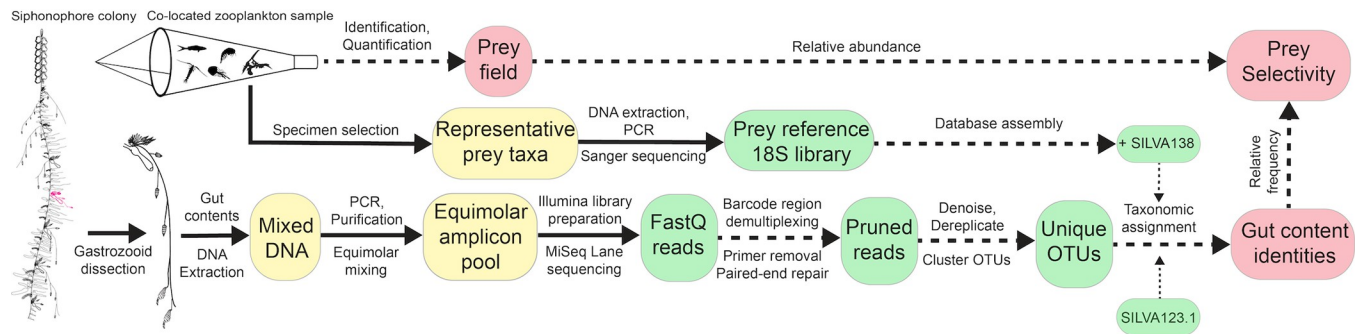 Siphonophore colony
Co-located zooplankton sample
Identification,
Quantification
Prey
field
Relative abundance
Prey
Selectivity
Specimen selection
Representative
prey taxa
DNA extraction,
PCR
Sanger sequencing
Prey reference
18S library
Database assembly
+ SILVA138
Relative
frequency
Gastrozooid
dissection
Gut
contents
DNA
Extraction
Mixed
DNA
PCR,
Purification
Equimolar
mixing
Equimolar
amplicon
pool
Illumina library
preparation
MiSeq Lane
sequencing
FastQ
reads
Barcode region
demultiplexing
Primer removal
Paired-end repair
Pruned
reads
Denoise,
Dereplicate
Cluster OTUs
Unique
OTUs
Taxonomic
assignment
Gut content
identities
SILVA123.1